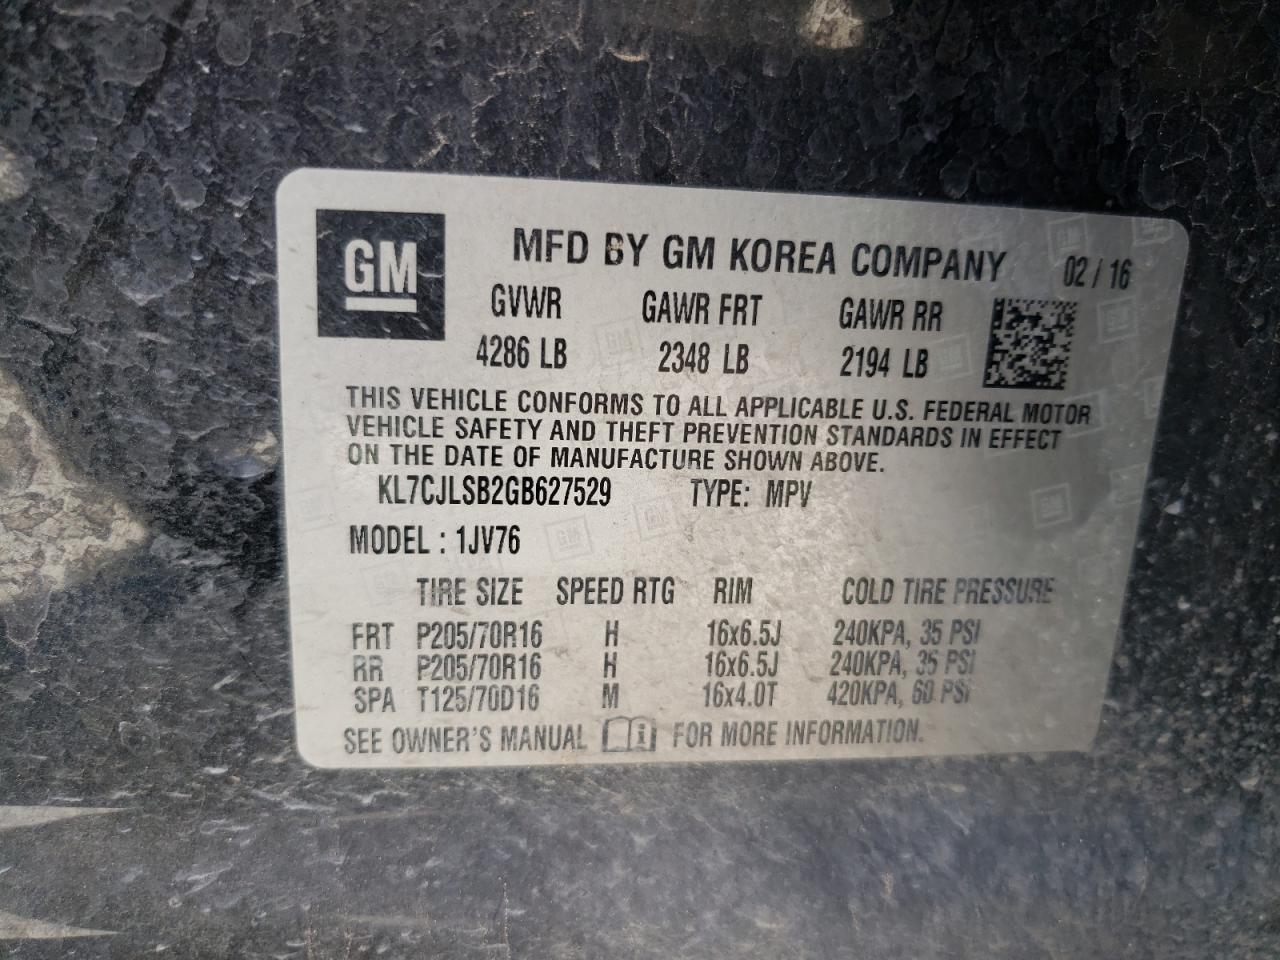 GM
MFD BY GM KOREA COMPANY 02 / 16
GVWR GAWR FRT GAWR RR
4286 LB 2348 LB 2194 LB
THIS VEHICLE CONFORMS TO ALL APPLICABLE U.S. FEDERAL MOTOR
VEHICLE SAFETY AND THEFT PREVENTION STANDARDS IN EFFECT
ON THE DATE OF MANUFACTURE SHOWN ABOVE.
KL7CJLSB2GB627529 TYPE: MPV
MODEL : 1JV76
TIRE SIZE SPEED RTG RIM COLD TIRE PRESSURE
FRT P205/70R16 H 16x6.5J 240KPA, 35 PSI
RR P205/70R16 H 16x6.5J 240KPA, 35 PSI
SPA T125/70D16 M 16x4.0T 420KPA, 60 PSI
SEE OWNER'S MANUAL i FOR MORE INFORMATION.